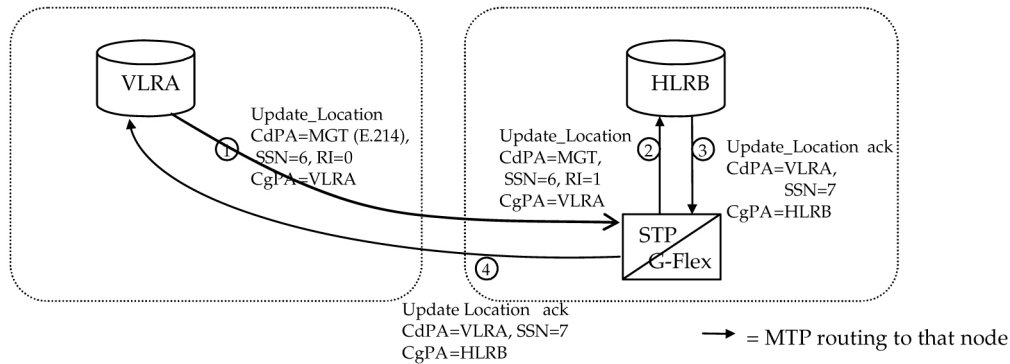 VLRA
HLRB
Update_Location
CdPA=MGT (E.214),
SSN=6, RI=0
CgPA=VLRA
1
Update_Location
CdPA=MGT,
SSN=6, RI=1
CgPA=VLRA
2
3
Update_Location ack
CdPA=VLRA,
SSN=7
CgPA=HLRB
STP
G-Flex
4
Update Location ack
CdPA=VLRA, SSN=7
CgPA=HLRB
= MTP routing to that node